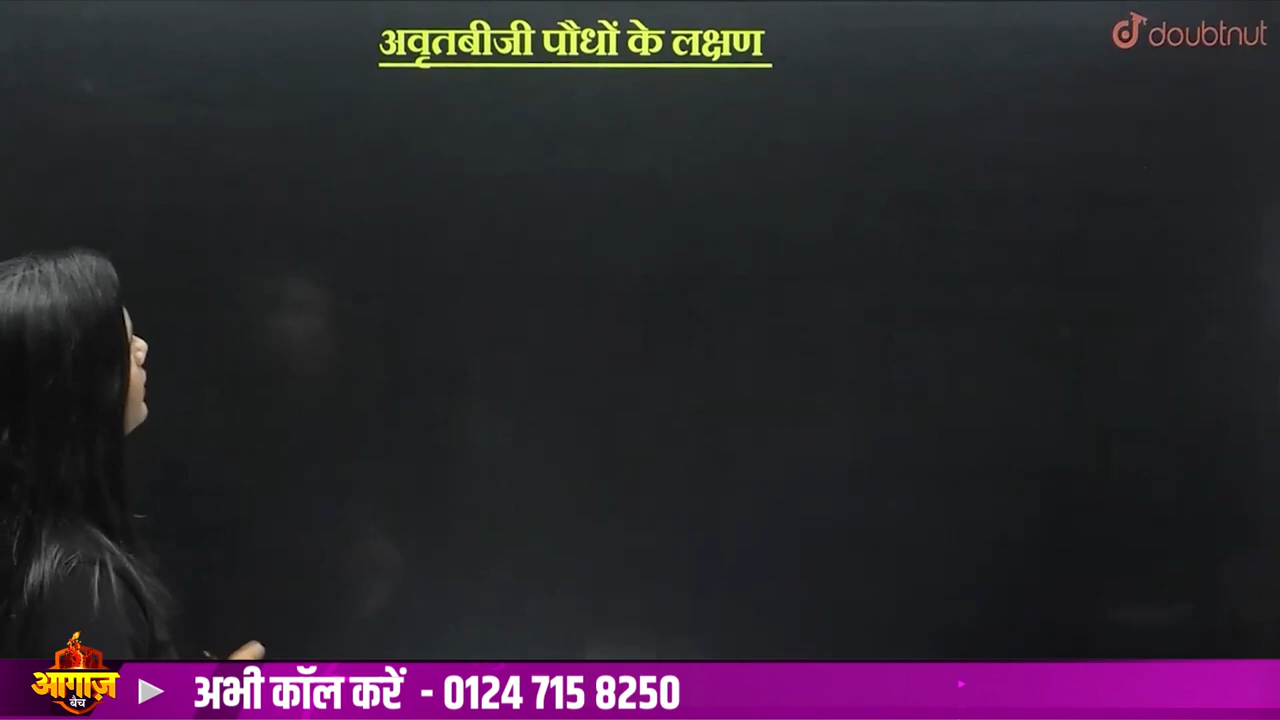 अवृतबीजी पौधों के लक्षण
doubtnut
आगाज़
बैच
अभी कॉल करें - 0124 715 8250